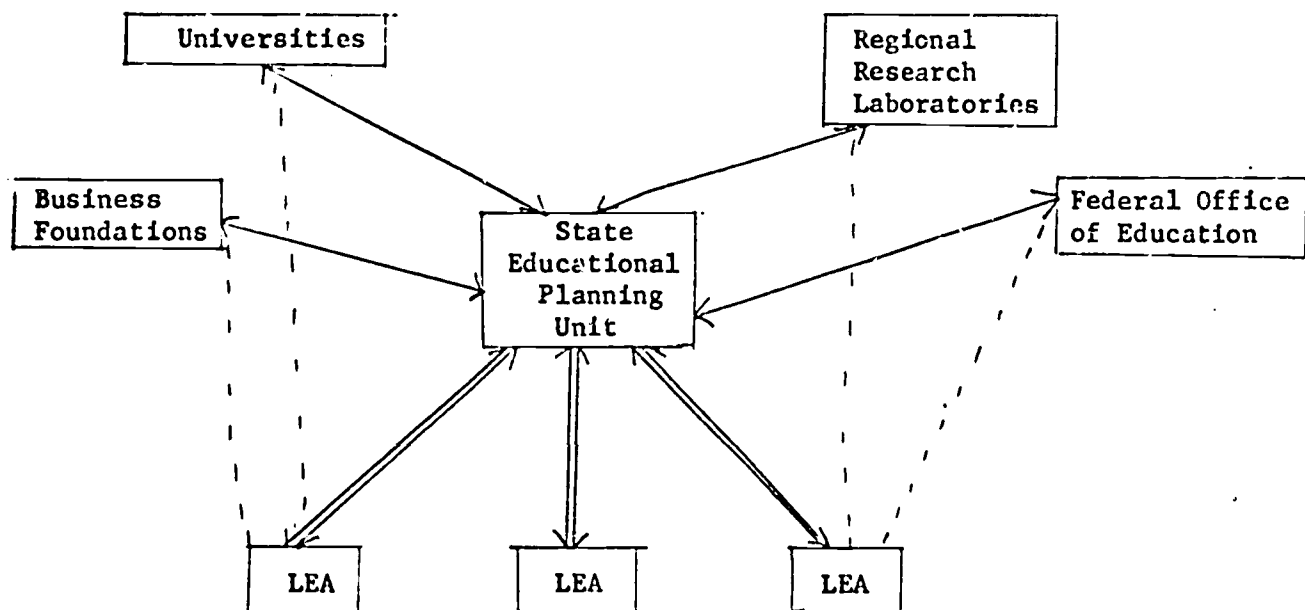 Universities
Regional
Research
Laboratories
Business
Foundations
Federal Office
of Education
State
Educational
Planning
Unit
LEA
LEA
LEA